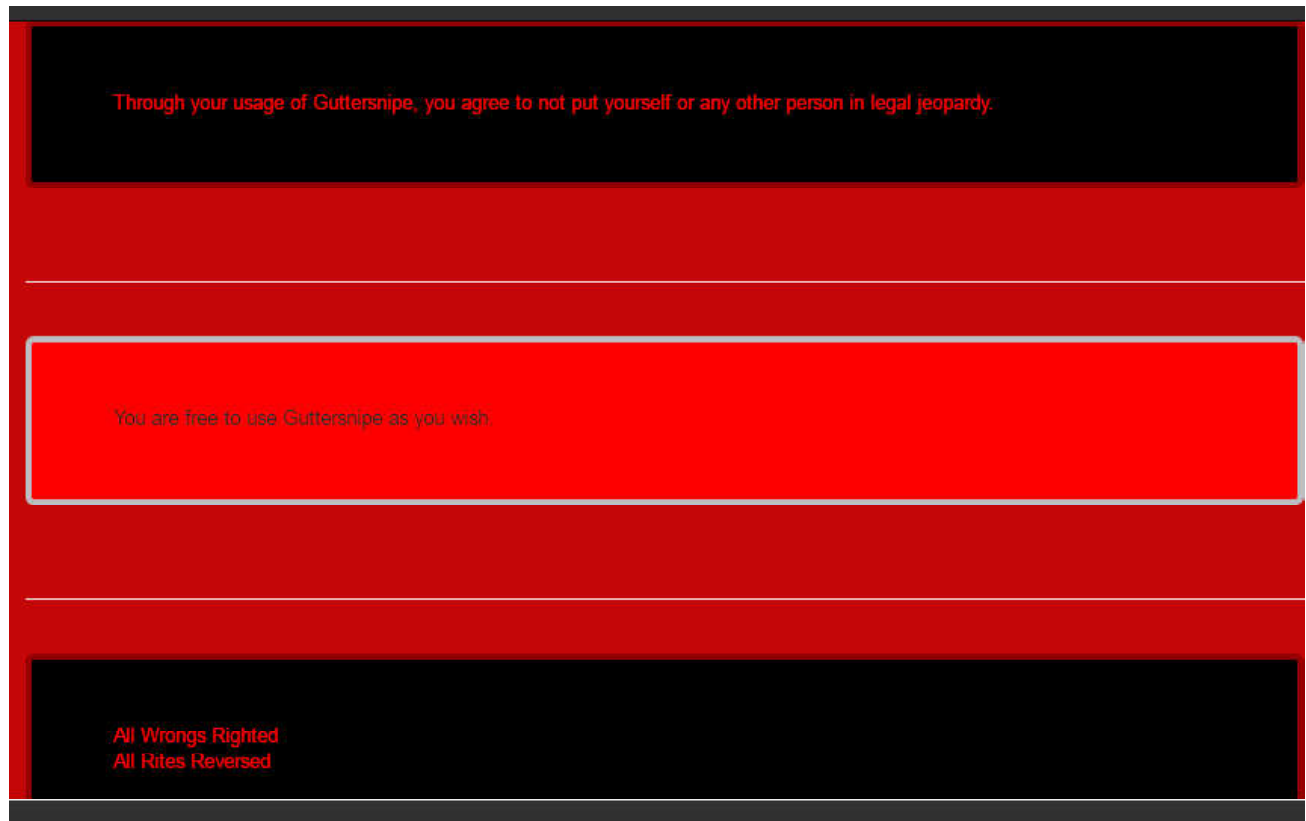 Through your usage of Guttersnipe, you agree to not put yourself or any other person in legal jeopardy.
You are free to use Guttersnipe as you wish.
All Wrongs Righted
All Rites Reversed